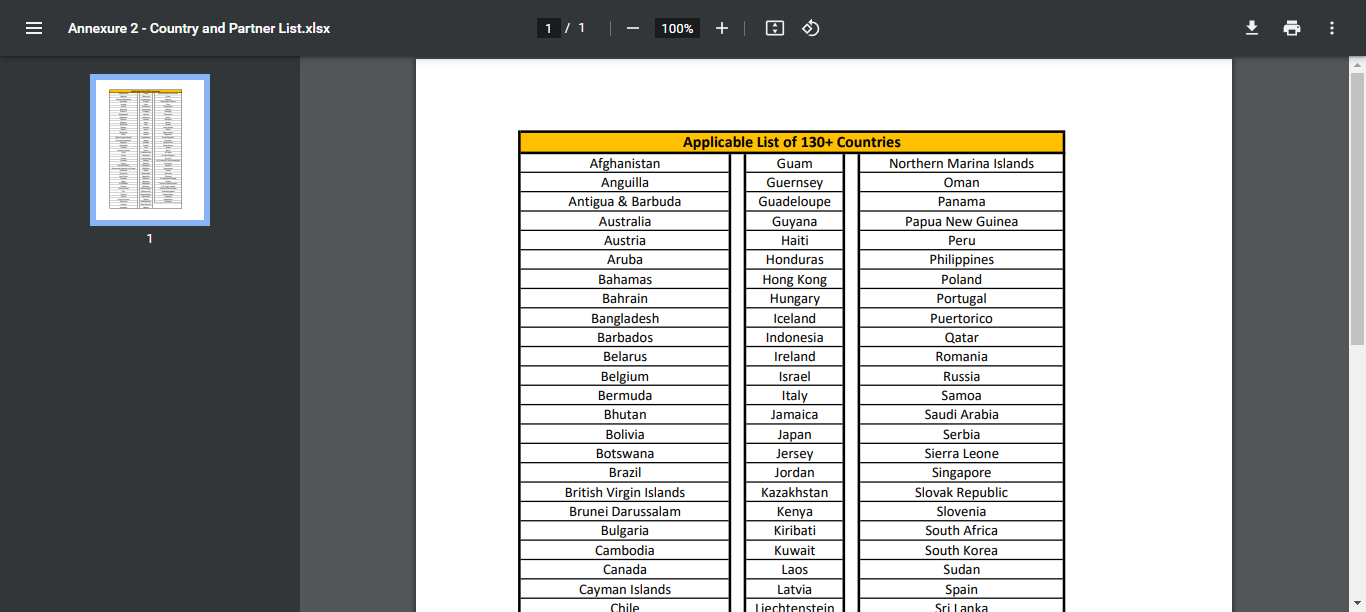 Annexure 2 - Country and Partner List.xlsx
1 / 1
100%
1
Applicable List of 130+ Countries
Afghanistan Guam Northern Marina Islands
Anguilla Guernsey Oman
Antigua & Barbuda Guadeloupe Panama
Australia Guyana Papua New Guinea
Austria Haiti Peru
Aruba Honduras Philippines
Bahamas Hong Kong Poland
Bahrain Hungary Portugal
Bangladesh Iceland Puertorico
Barbados Indonesia Qatar
Belarus Ireland Romania
Belgium Israel Russia
Bermuda Italy Samoa
Bhutan Jamaica Saudi Arabia
Bolivia Japan Serbia
Botswana Jersey Sierra Leone
Brazil Jordan Singapore
British Virgin Islands Kazakhstan Slovak Republic
Brunei Darussalam Kenya Slovenia
Bulgaria Kiribati South Africa
Cambodia Kuwait South Korea
Canada Laos Sudan
Cayman Islands Latvia Spain
Chile Liechtenstein Sri Lanka